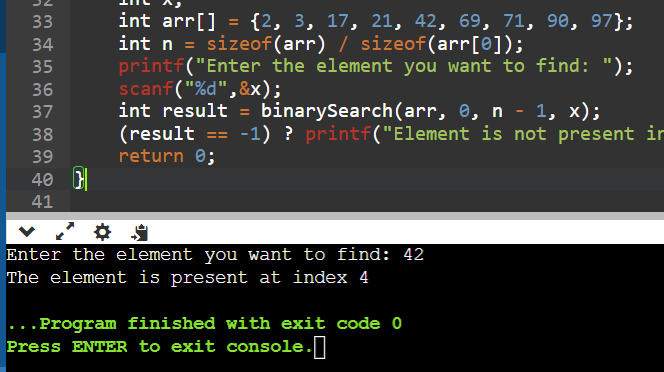 32 int x;
33 int arr[] = {2, 3, 17, 21, 42, 69, 71, 90, 97};
34 int n = sizeof(arr) / sizeof(arr[0]);
35 printf("Enter the element you want to find: ");
36 scanf("%d",&x);
37 int result = binarySearch(arr, 0, n - 1, x);
38 (result == -1) ? printf("Element is not present in
39 return 0;
40 }
41
Enter the element you want to find: 42
The element is present at index 4
...Program finished with exit code 0
Press ENTER to exit console.